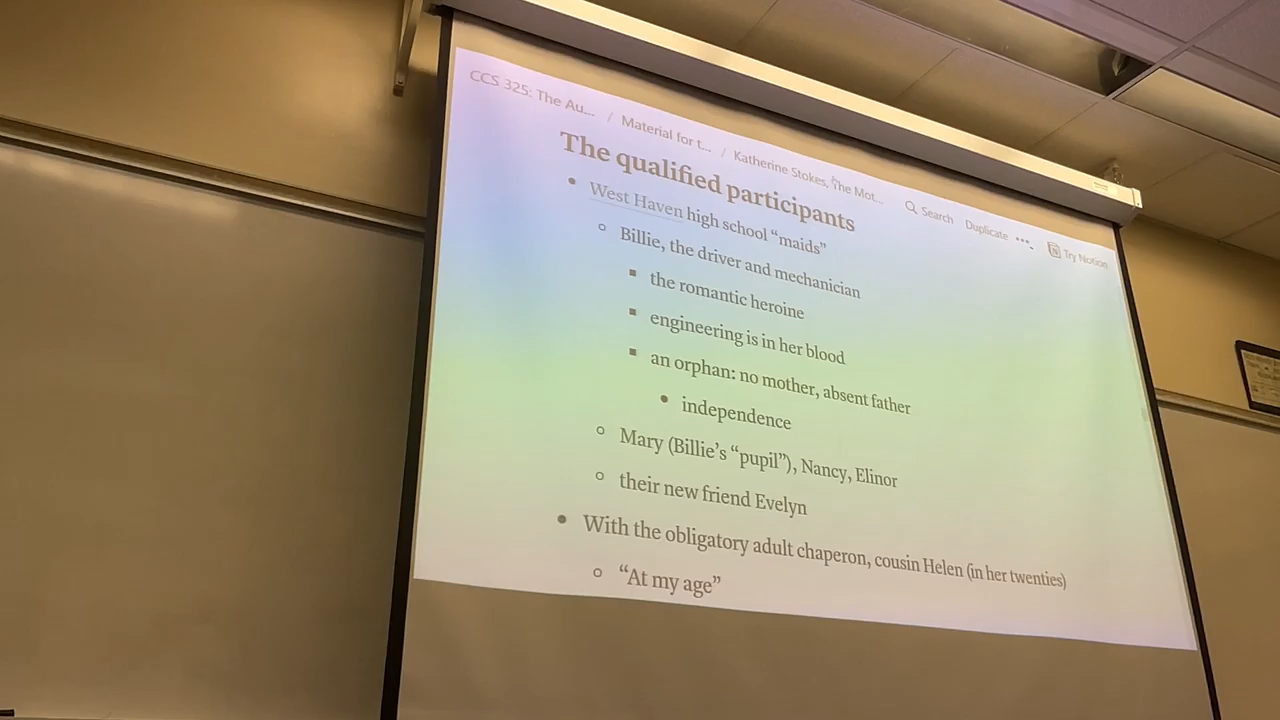 CCS 325: The Au... / Material for t... / Katherine Stokes, The Mot... Search Duplicate ••• Try Notion
The qualified participants
• West Haven high school “maids”
○ Billie, the driver and mechanician
▪ the romantic heroine
▪ engineering is in her blood
▪ an orphan: no mother, absent father
• independence
○ Mary (Billie’s “pupil”), Nancy, Elinor
○ their new friend Evelyn
• With the obligatory adult chaperon, cousin Helen (in her twenties)
○ “At my age”